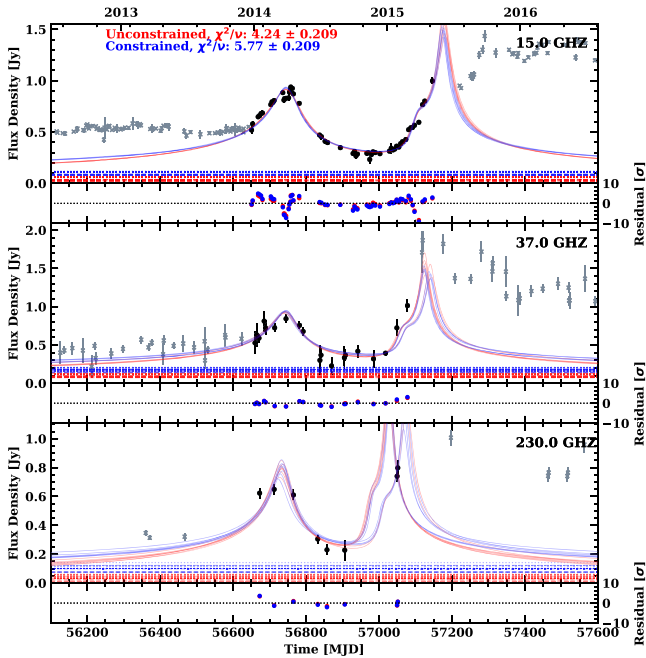 2013 2014 2015 2016
Unconstrained, χ²/ν: 4.24 ± 0.209
Constrained, χ²/ν: 5.77 ± 0.209
15.0 GHZ
1.5
1.0
0.5
0.0
Flux Density [Jy]
10
0
−10
Residual [σ]
37.0 GHZ
2.0
1.5
1.0
0.5
0.0
Flux Density [Jy]
10
0
−10
Residual [σ]
230.0 GHZ
1.0
0.8
0.6
0.4
0.2
0.0
Flux Density [Jy]
10
0
−10
Residual [σ]
56200 56400 56600 56800 57000 57200 57400 57600
Time [MJD]